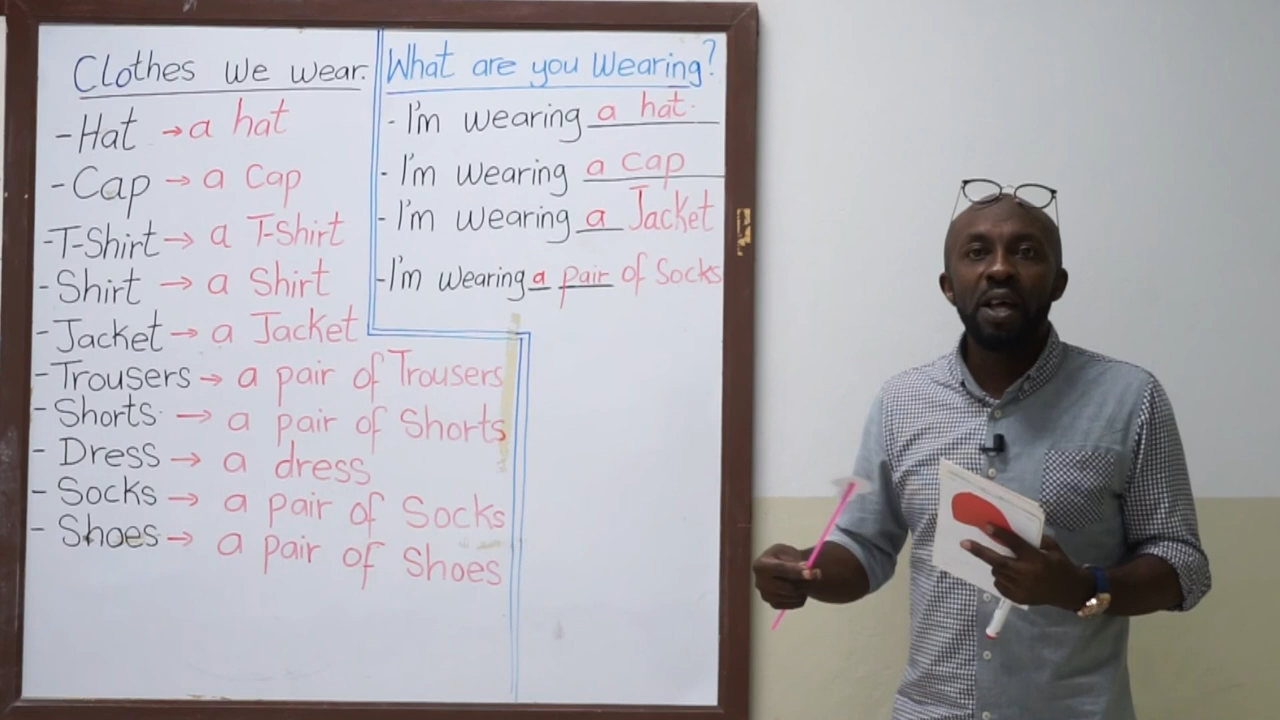 Clothes we wear.
-Hat → a hat
-Cap → a Cap
-T-Shirt → a T-Shirt
-Shirt → a Shirt
-Jacket → a Jacket
-Trousers → a pair of Trousers
-Shorts. → a pair of Shorts
- Dress → a dress
- Socks → a pair of Socks
- Shoes → a pair of Shoes
What are you Wearing?
- I'm wearing a hat.
- I'm wearing a cap
- I'm wearing a Jacket
-I'm wearing a pair of Socks